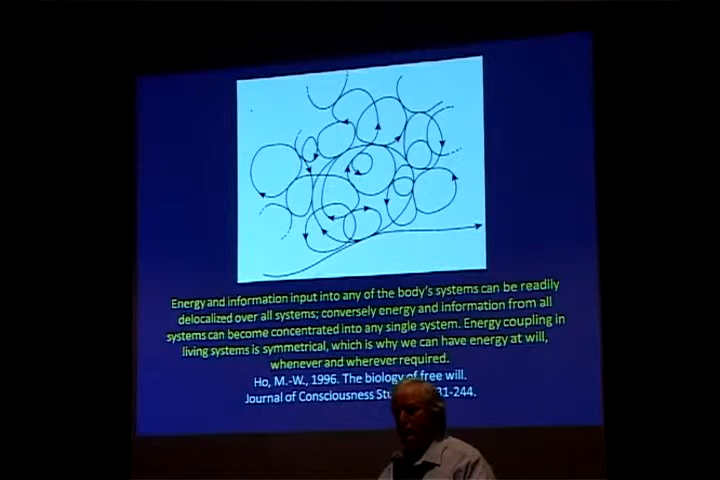 Energy and information input into any of the body's systems can be readily
delocalized over all systems; conversely energy and information from all
systems can become concentrated into any single system. Energy coupling in
living systems is symmetrical, which is why we can have energy at will,
whenever and wherever required.
Ho, M.-W., 1996. The biology of free will.
Journal of Consciousness 31-244.